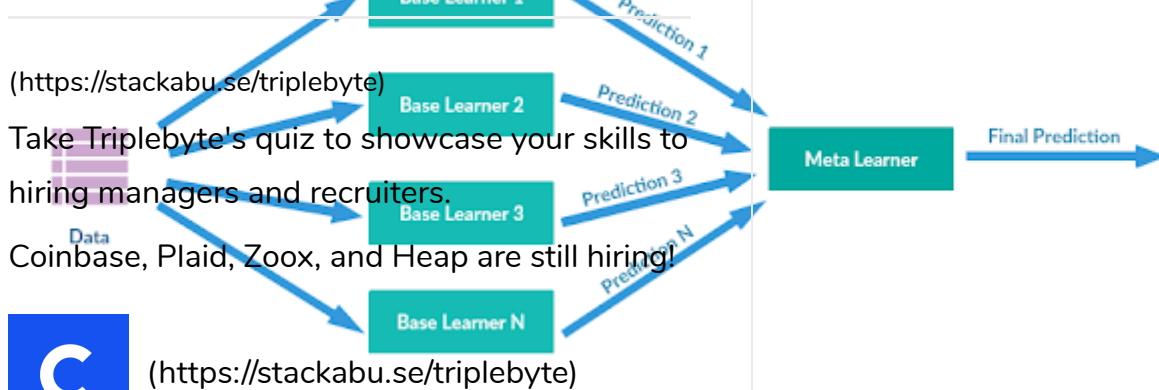 Base Learner 1
Prediction 1
(https://stackabu.se/triplebyte)
Base Learner 2
Prediction 2
Take Triplebyte's quiz to showcase your skills to
Final Prediction
Meta Learner
hiring managers and recruiters.
Prediction 3
Base Learner 3
Data
Coinbase, Plaid, Zoox, and Heap are still hiring!
Prediction N
Base Learner N
C
(https://stackabu.se/triplebyte)